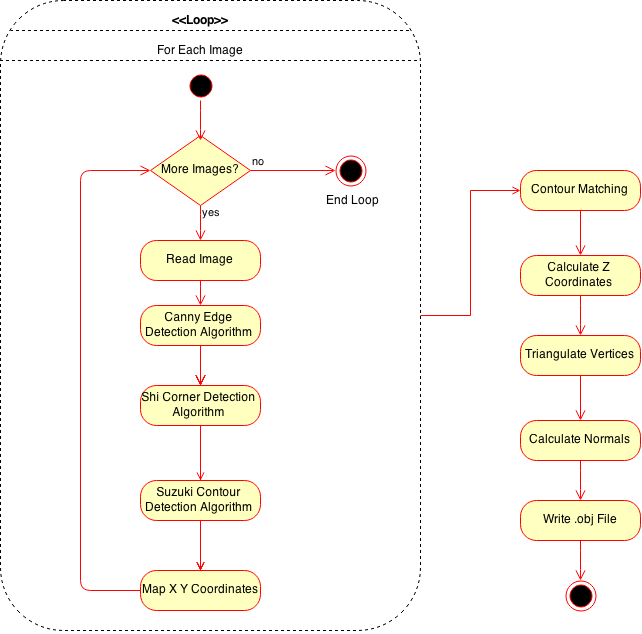 <<Loop>>
For Each Image
More Images?
no
End Loop
yes
Read Image
Canny Edge
Detection Algorithm
Shi Corner Detection
Algorithm
Suzuki Contour
Detection Algorithm
Map X Y Coordinates
Contour Matching
Calculate Z
Coordinates
Triangulate Vertices
Calculate Normals
Write .obj File